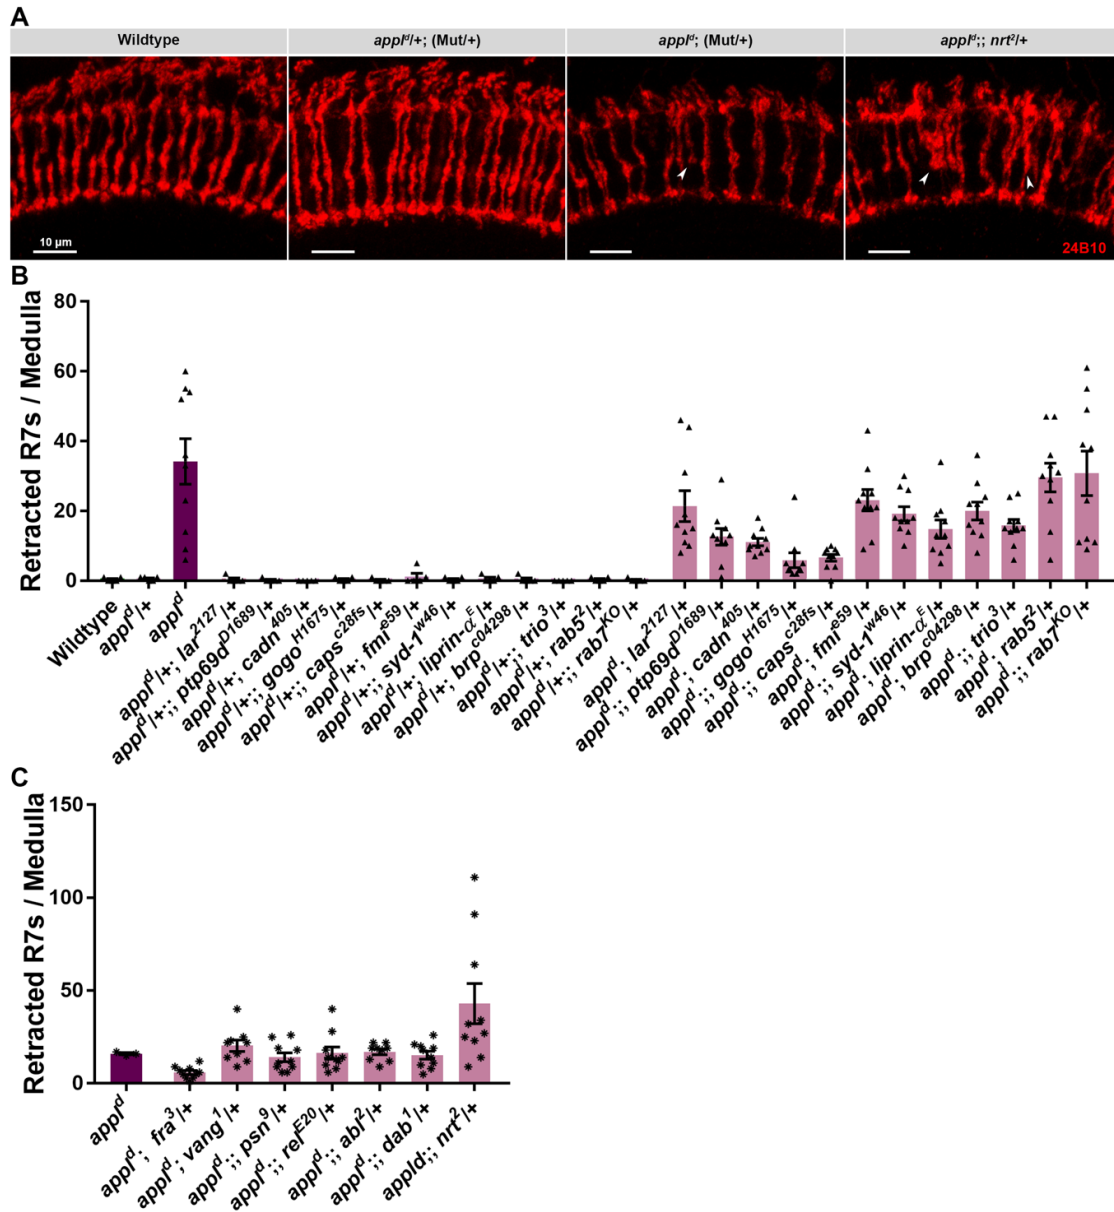 A
Wildtype
appl^d/+; (Mut/+)
appl^d; (Mut/+)
appl^d;; nrt²/+
10 µm
24B10
B
Retracted R7s / Medulla
80
60
40
20
0
Wildtype
appl^d/+
appl^d
appl^d/+; lar^2127/+
appl^d/+;; ptp69d^D1689/+
appl^d/+; cadn^405/+
appl^d/+;; gogo^H1675/+
appl^d/+;; caps^c28fs/+
appl^d/+; fmi^e59/+
appl^d/+;; syd-1^w46/+
appl^d/+; liprin-α^E/+
appl^d/+; brp^c04298/+
appl^d/+;; trio^3/+
appl^d/+; rab5^2/+
appl^d/+;; rab7^KO/+
appl^d; lar^2127/+
appl^d;; ptp69d^D1689/+
appl^d; cadn^405/+
appl^d;; gogo^H1675/+
appl^d;; caps^c28fs/+
appl^d; fmi^e59/+
appl^d;; syd-1^w46/+
appl^d; liprin-α^E/+
appl^d; brp^c04298/+
appl^d;; trio^3/+
appl^d; rab5^2/+
appl^d;; rab7^KO/+
C
Retracted R7s / Medulla
150
100
50
0
appl^d
appl^d; fra^3/+
appl^d; vang^1/+
appl^d;; psn^9/+
appl^d;; rel^E20/+
appl^d;; abl^2/+
appl^d;; dab^1/+
appld;; nrt^2/+